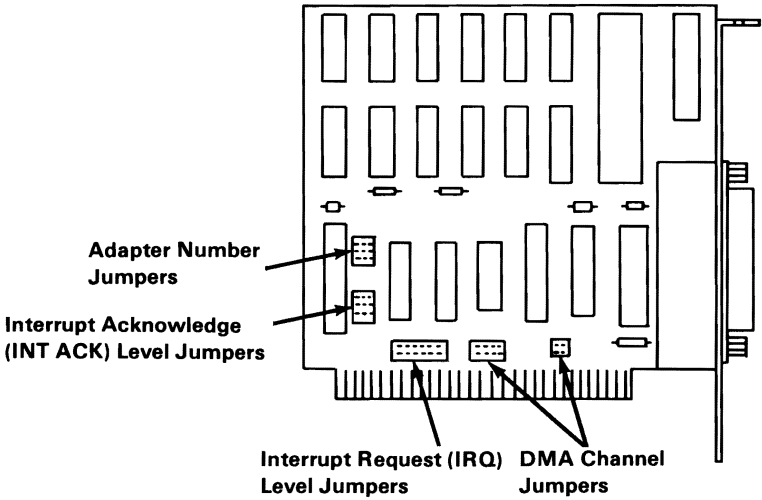 Adapter Number
Jumpers
Interrupt Acknowledge
(INT ACK) Level Jumpers
Interrupt Request (IRQ)
Level Jumpers
DMA Channel
Jumpers